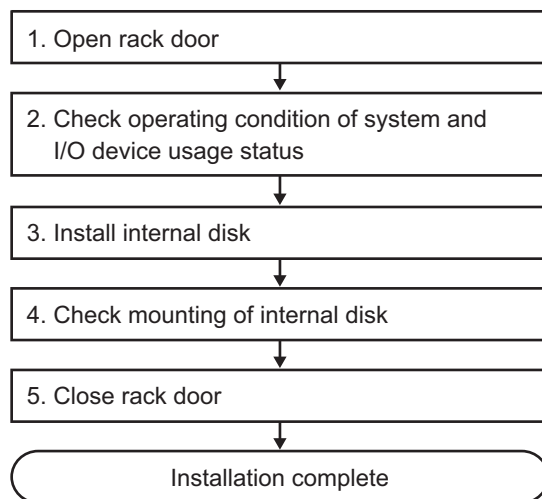 1. Open rack door
2. Check operating condition of system and
I/O device usage status
3. Install internal disk
4. Check mounting of internal disk
5. Close rack door
Installation complete